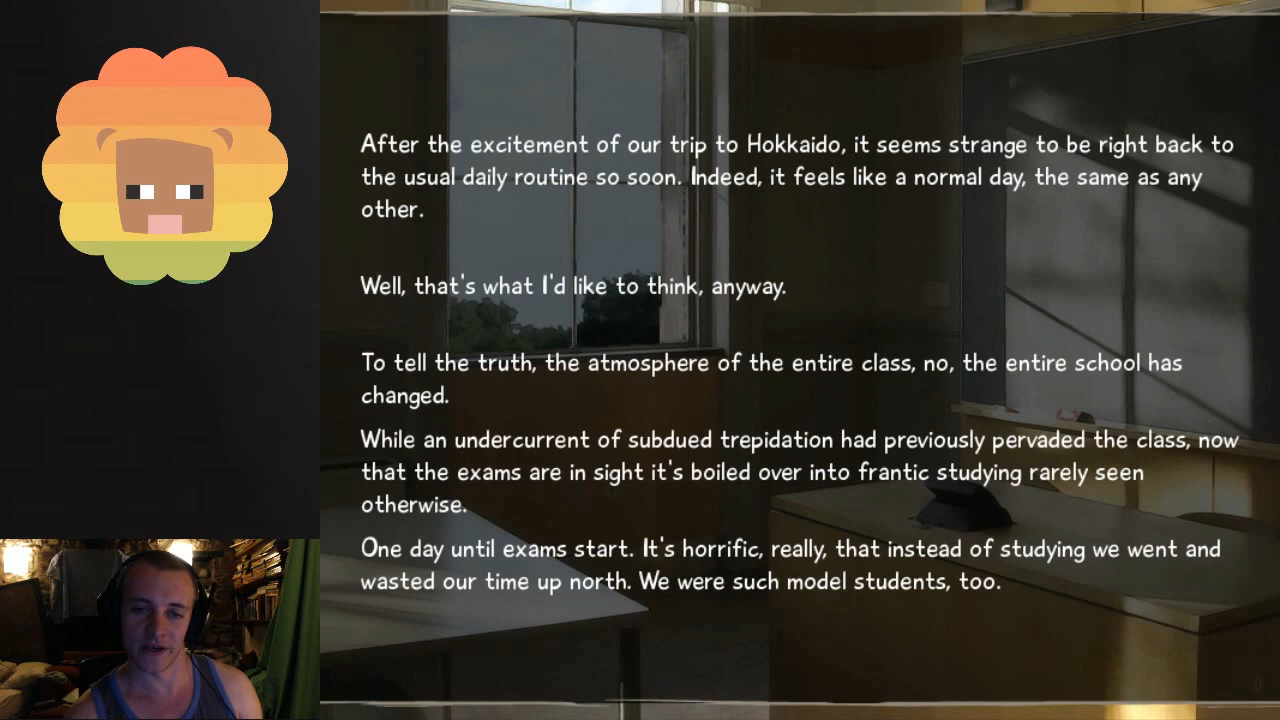 After the excitement of our trip to Hokkaido, it seems strange to be right back to
the usual daily routine so soon. Indeed, it feels like a normal day, the same as any
other.
Well, that's what I'd like to think, anyway.
To tell the truth, the atmosphere of the entire class, no, the entire school has
changed.
While an undercurrent of subdued trepidation had previously pervaded the class, now
that the exams are in sight it's boiled over into frantic studying rarely seen
otherwise.
One day until exams start. It's horrific, really, that instead of studying we went and
wasted our time up north. We were such model students, too.